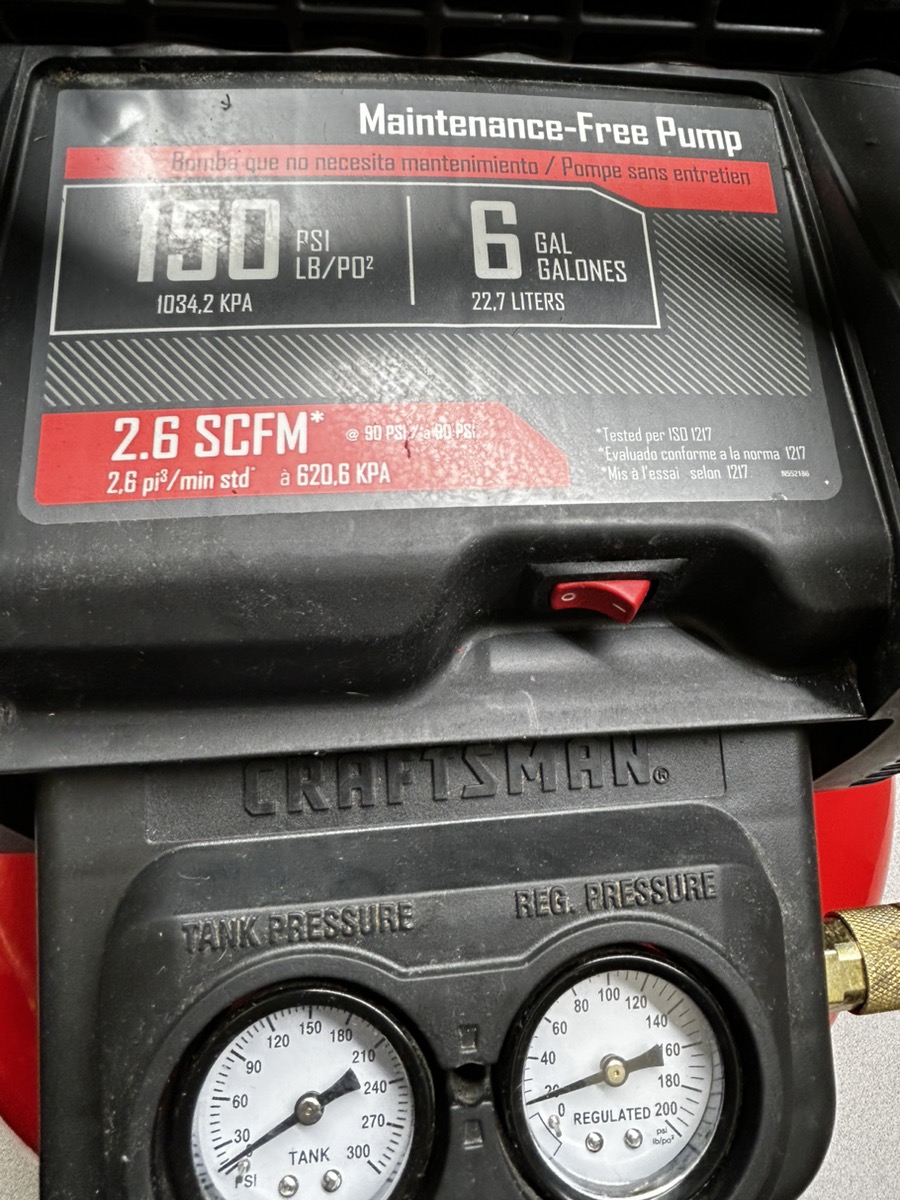 Maintenance-Free Pump
Bomba que no necesita mantenimiento / Pompe sans entretien
150 PSI LB/PO²
1034,2 KPA
6 GAL GALONES
22,7 LITERS
2.6 SCFM* @ 90 PSI / a 90 PSI
2,6 pi³/min std* à 620,6 KPA
*Tested per ISO 1217
*Evaluado conforme a la norma 1217
*Mis à l'essai selon 1217
N552186
O I
CRAFTSMAN®
TANK PRESSURE
REG. PRESSURE
30 60 90 120 150 180 210 240 270 300
PSI TANK
0 20 40 60 80 100 120 140 160 180 200
REGULATED
psi
lb/po²